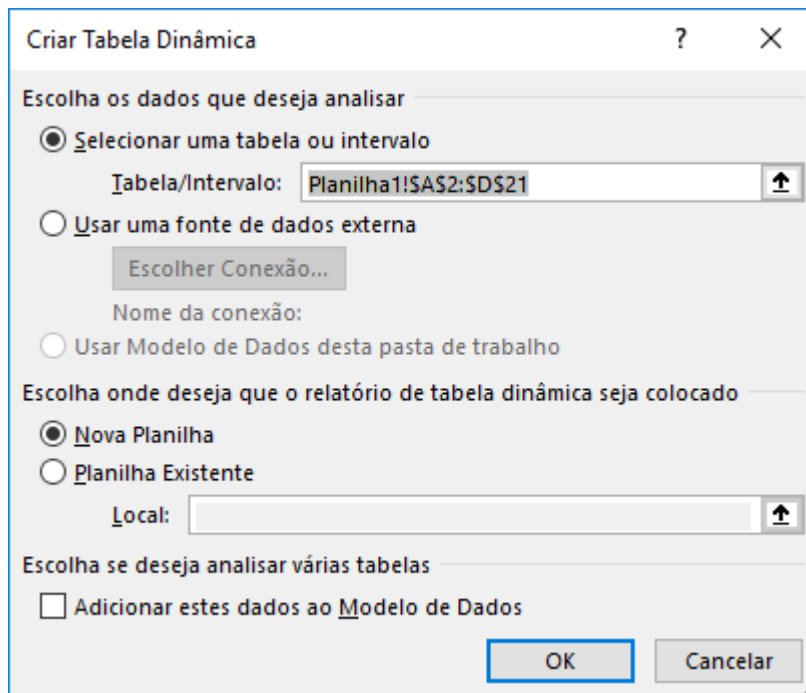 Criar Tabela Dinâmica ?
Escolha os dados que deseja analisar
Selecionar uma tabela ou intervalo
Tabela/Intervalo: Planilha1!$A$2:$D$21
Usar uma fonte de dados externa
Escolher Conexão...
Nome da conexão:
Usar Modelo de Dados desta pasta de trabalho
Escolha onde deseja que o relatório de tabela dinâmica seja colocado
Nova Planilha
Planilha Existente
Local:
Escolha se deseja analisar várias tabelas
Adicionar estes dados ao Modelo de Dados
OK Cancelar